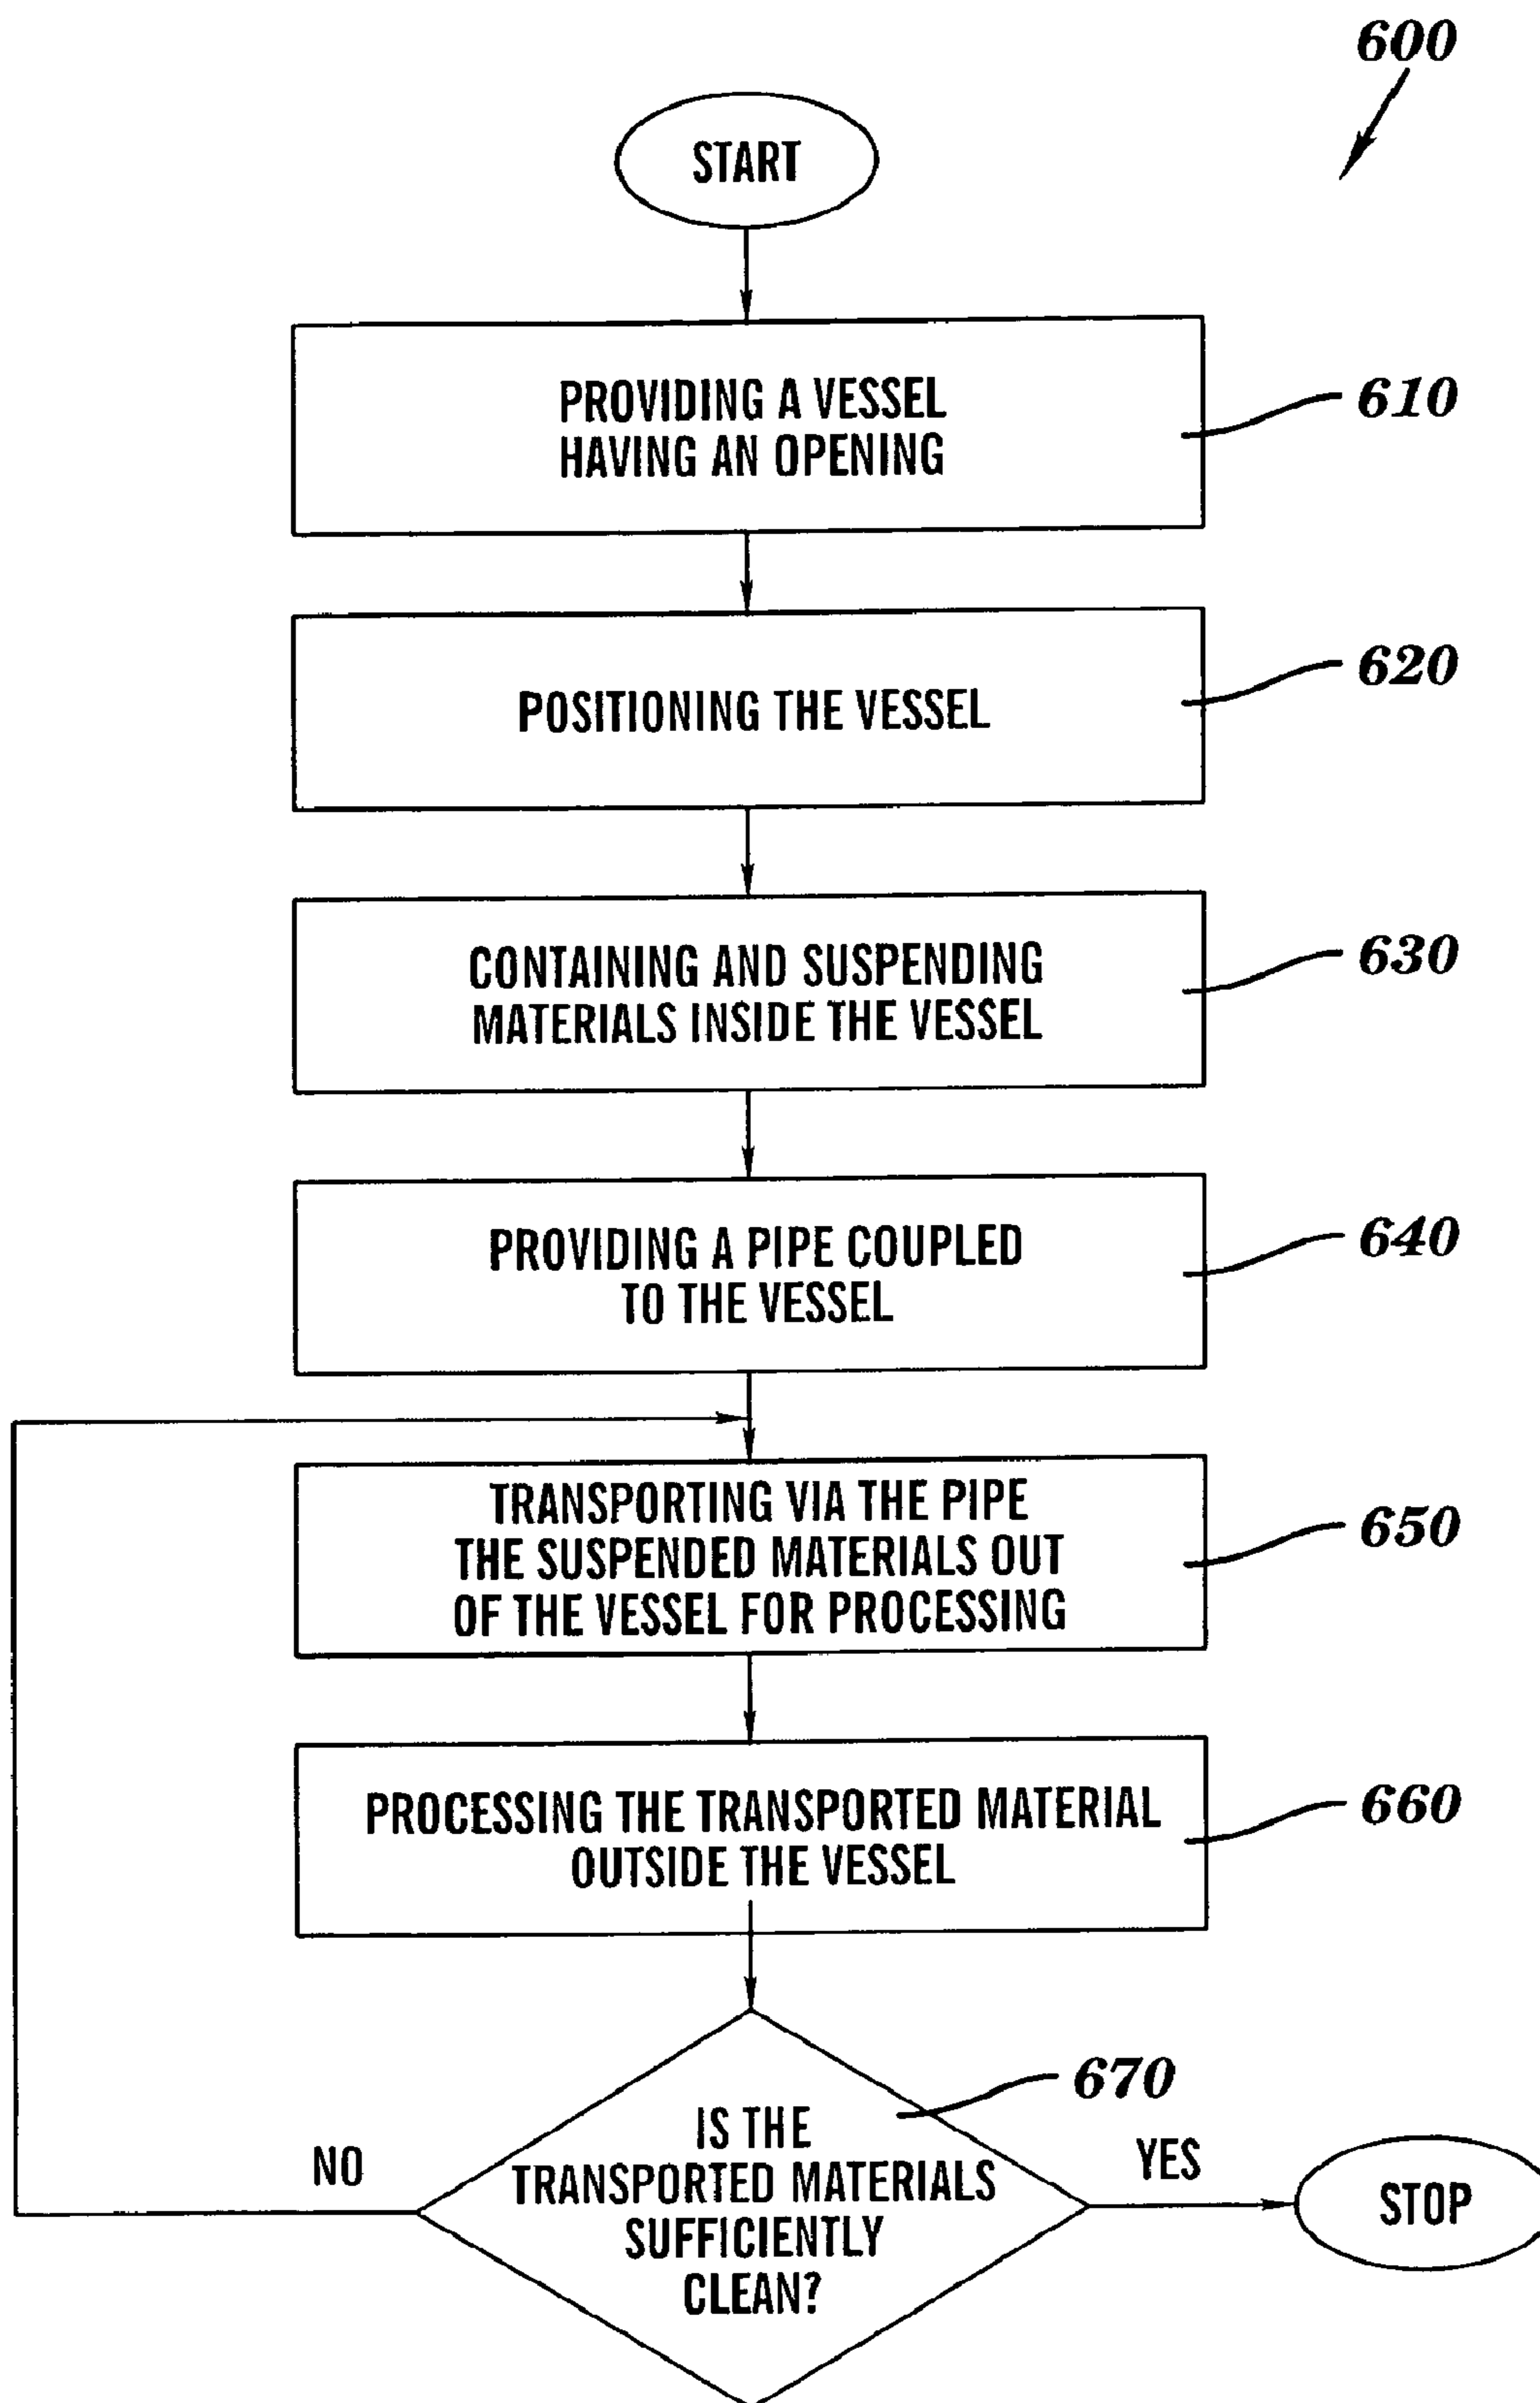 600
START
PROVIDING A VESSEL
HAVING AN OPENING
610
POSITIONING THE VESSEL
620
CONTAINING AND SUSPENDING
MATERIALS INSIDE THE VESSEL
630
PROVIDING A PIPE COUPLED
TO THE VESSEL
640
TRANSPORTING VIA THE PIPE
THE SUSPENDED MATERIALS OUT
OF THE VESSEL FOR PROCESSING
650
PROCESSING THE TRANSPORTED MATERIAL
OUTSIDE THE VESSEL
660
670
IS THE
TRANSPORTED MATERIALS
SUFFICIENTLY
CLEAN?
NO
YES
STOP